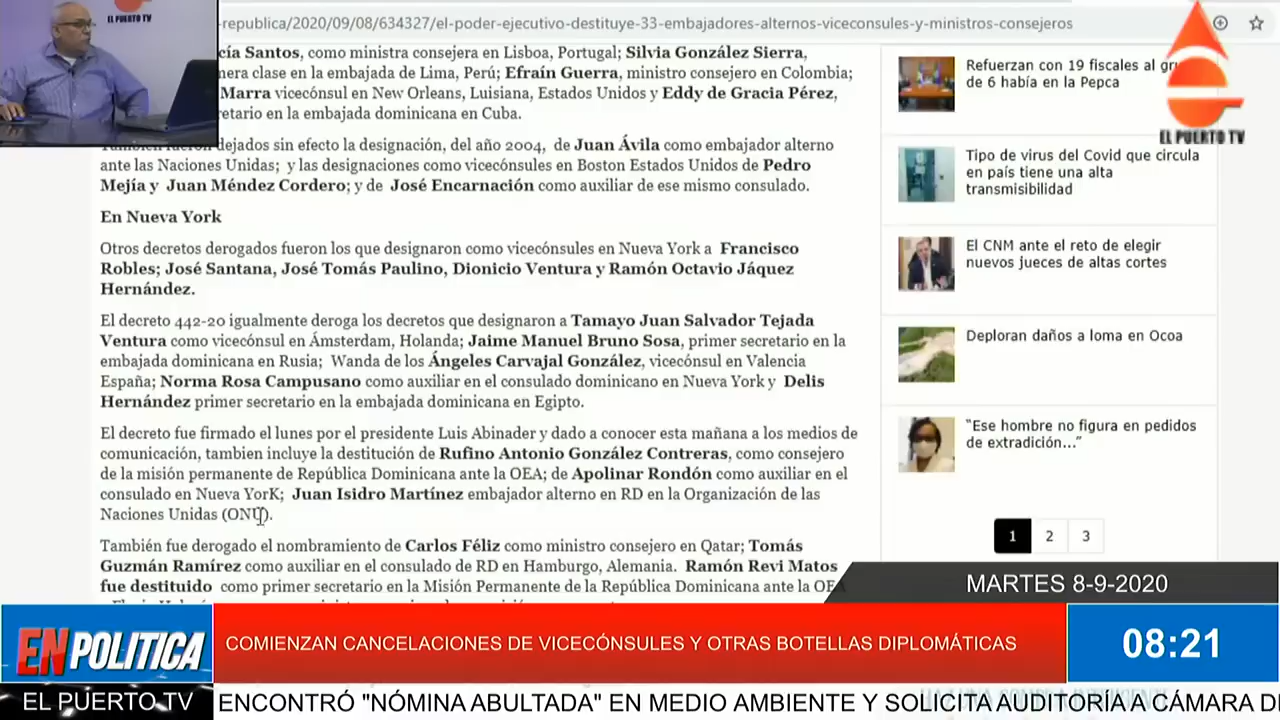 EL PUERTO TV
-republica/2020/09/08/634327/el-poder-ejecutivo-destituye-33-embajadores-alternos-viceconsules-y-ministros-consejeros
cía Santos, como ministra consejera en Lisboa, Portugal; Silvia González Sierra,
mera clase en la embajada de Lima, Perú; Efraín Guerra, ministro consejero en Colombia;
Marra vicecónsul en New Orleans, Luisiana, Estados Unidos y Eddy de Gracia Pérez,
retario en la embajada dominicana en Cuba.
También fueron dejados sin efecto la designación, del año 2004, de Juan Ávila como embajador alterno
ante las Naciones Unidas; y las designaciones como vicecónsules en Boston Estados Unidos de Pedro
Mejía y Juan Méndez Cordero; y de José Encarnación como auxiliar de ese mismo consulado.
En Nueva York
Otros decretos derogados fueron los que designaron como vicecónsules en Nueva York a Francisco
Robles; José Santana, José Tomás Paulino, Dionicio Ventura y Ramón Octavio Jáquez
Hernández.
El decreto 442-20 igualmente deroga los decretos que designaron a Tamayo Juan Salvador Tejada
Ventura como vicecónsul en Ámsterdam, Holanda; Jaime Manuel Bruno Sosa, primer secretario en la
embajada dominicana en Rusia; Wanda de los Ángeles Carvajal González, vicecónsul en Valencia
España; Norma Rosa Campusano como auxiliar en el consulado dominicano en Nueva York y Delis
Hernández primer secretario en la embajada dominicana en Egipto.
El decreto fue firmado el lunes por el presidente Luis Abinader y dado a conocer esta mañana a los medios de
comunicación, tambien incluye la destitución de Rufino Antonio González Contreras, como consejero
de la misión permanente de República Dominicana ante la OEA; de Apolinar Rondón como auxiliar en el
consulado en Nueva YorK; Juan Isidro Martínez embajador alterno en RD en la Organización de las
Naciones Unidas (ONU).
También fue derogado el nombramiento de Carlos Féliz como ministro consejero en Qatar; Tomás
Guzmán Ramírez como auxiliar en el consulado de RD en Hamburgo, Alemania. Ramón Revi Matos
fue destituido como primer secretario en la Misión Permanente de la República Dominicana ante la OEA
Refuerzan con 19 fiscales al gru
de 6 había en la Pepca
EL PUERTO TV
Tipo de virus del Covid que circula
en país tiene una alta
transmisibilidad
El CNM ante el reto de elegir
nuevos jueces de altas cortes
Deploran daños a loma en Ocoa
“Ese hombre no figura en pedidos
de extradición...”
1 2 3
MARTES 8-9-2020
EN POLITICA
COMIENZAN CANCELACIONES DE VICECÓNSULES Y OTRAS BOTELLAS DIPLOMÁTICAS
08:21
EL PUERTO TV
ENCONTRÓ "NÓMINA ABULTADA" EN MEDIO AMBIENTE Y SOLICITA AUDITORÍA A CÁMARA DE